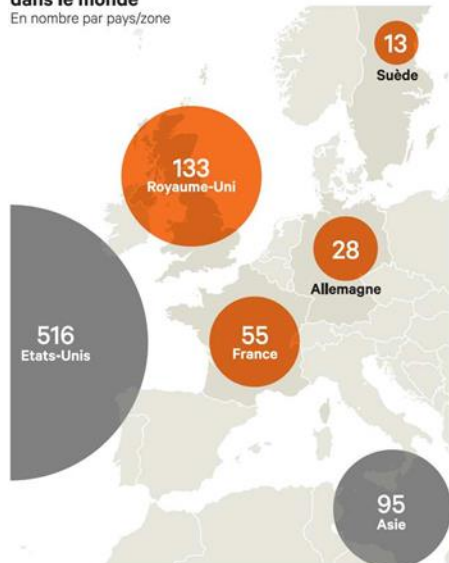 dans le monde
En nombre par pays/zone
13
Suède
133
Royaume-Uni
28
Allemagne
516
Etats-Unis
55
France
95
Asie